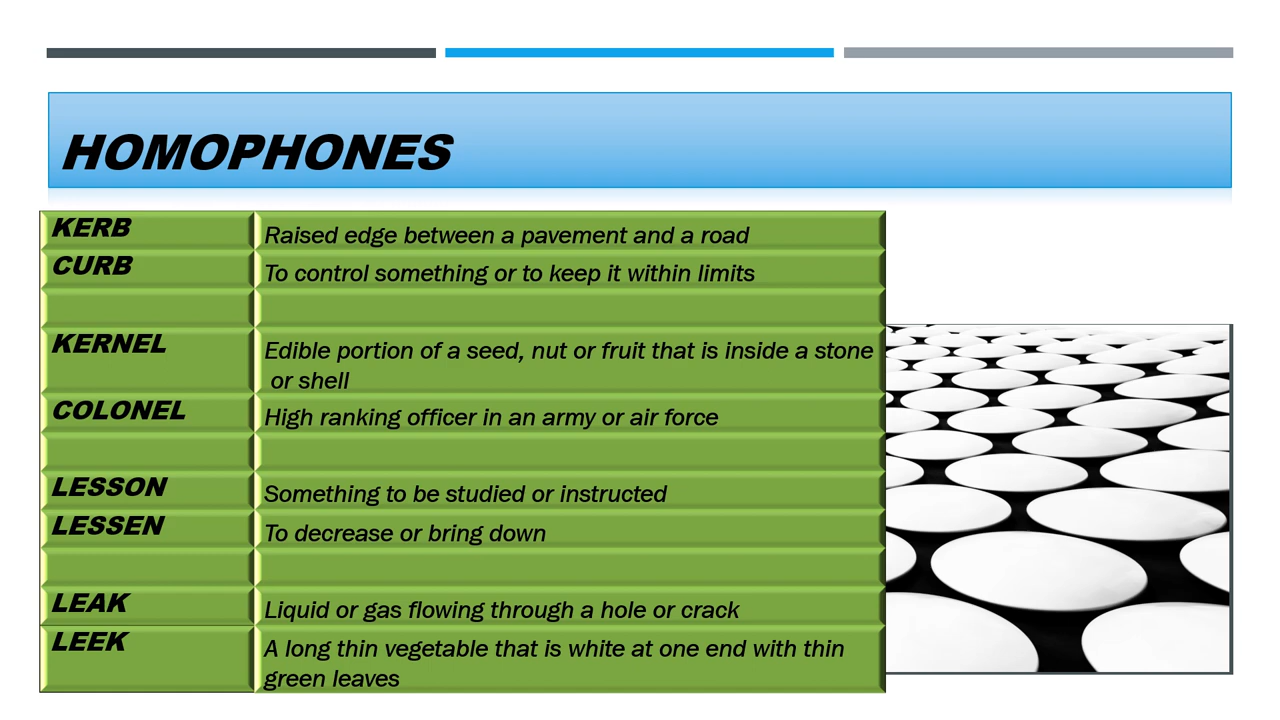 HOMOPHONES
KERB Raised edge between a pavement and a road
CURB To control something or to keep it within limits
KERNEL Edible portion of a seed, nut or fruit that is inside a stone
or shell
COLONEL High ranking officer in an army or air force
LESSON Something to be studied or instructed
LESSEN To decrease or bring down
LEAK Liquid or gas flowing through a hole or crack
LEEK A long thin vegetable that is white at one end with thin
green leaves